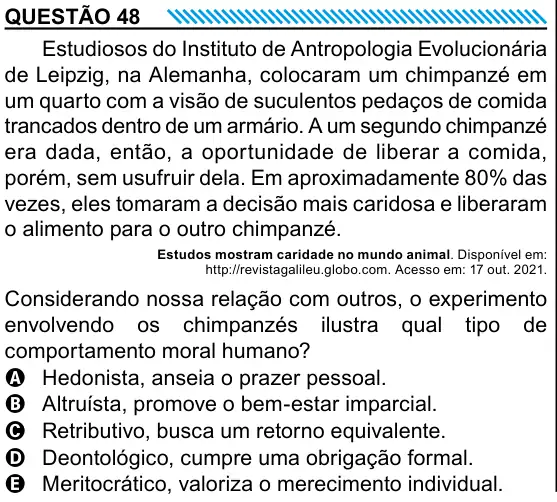 QUESTÃO 48
Estudiosos do Instituto de Antropologia Evolucionária
de Leipzig, na Alemanha, colocaram um chimpanzé em
um quarto com a visão de suculentos pedaços de comida
trancados dentro de um armário. A um segundo chimpanzé
era dada, então, a oportunidade de liberar a comida,
porém, sem usufruir dela. Em aproximadamente 80% das
vezes, eles tomaram a decisão mais caridosa e liberaram
o alimento para o outro chimpanzé.
Estudos mostram caridade no mundo animal. Disponível em:
http://revistagalileu.globo.com. Acesso em: 17 out. 2021.
Considerando nossa relação com outros, o experimento
envolvendo os chimpanzés ilustra qual tipo de
comportamento moral humano?
A Hedonista, anseia o prazer pessoal.
B Altruísta, promove o bem-estar imparcial.
C Retributivo, busca um retorno equivalente.
D Deontológico, cumpre uma obrigação formal.
E Meritocrático, valoriza o merecimento individual.